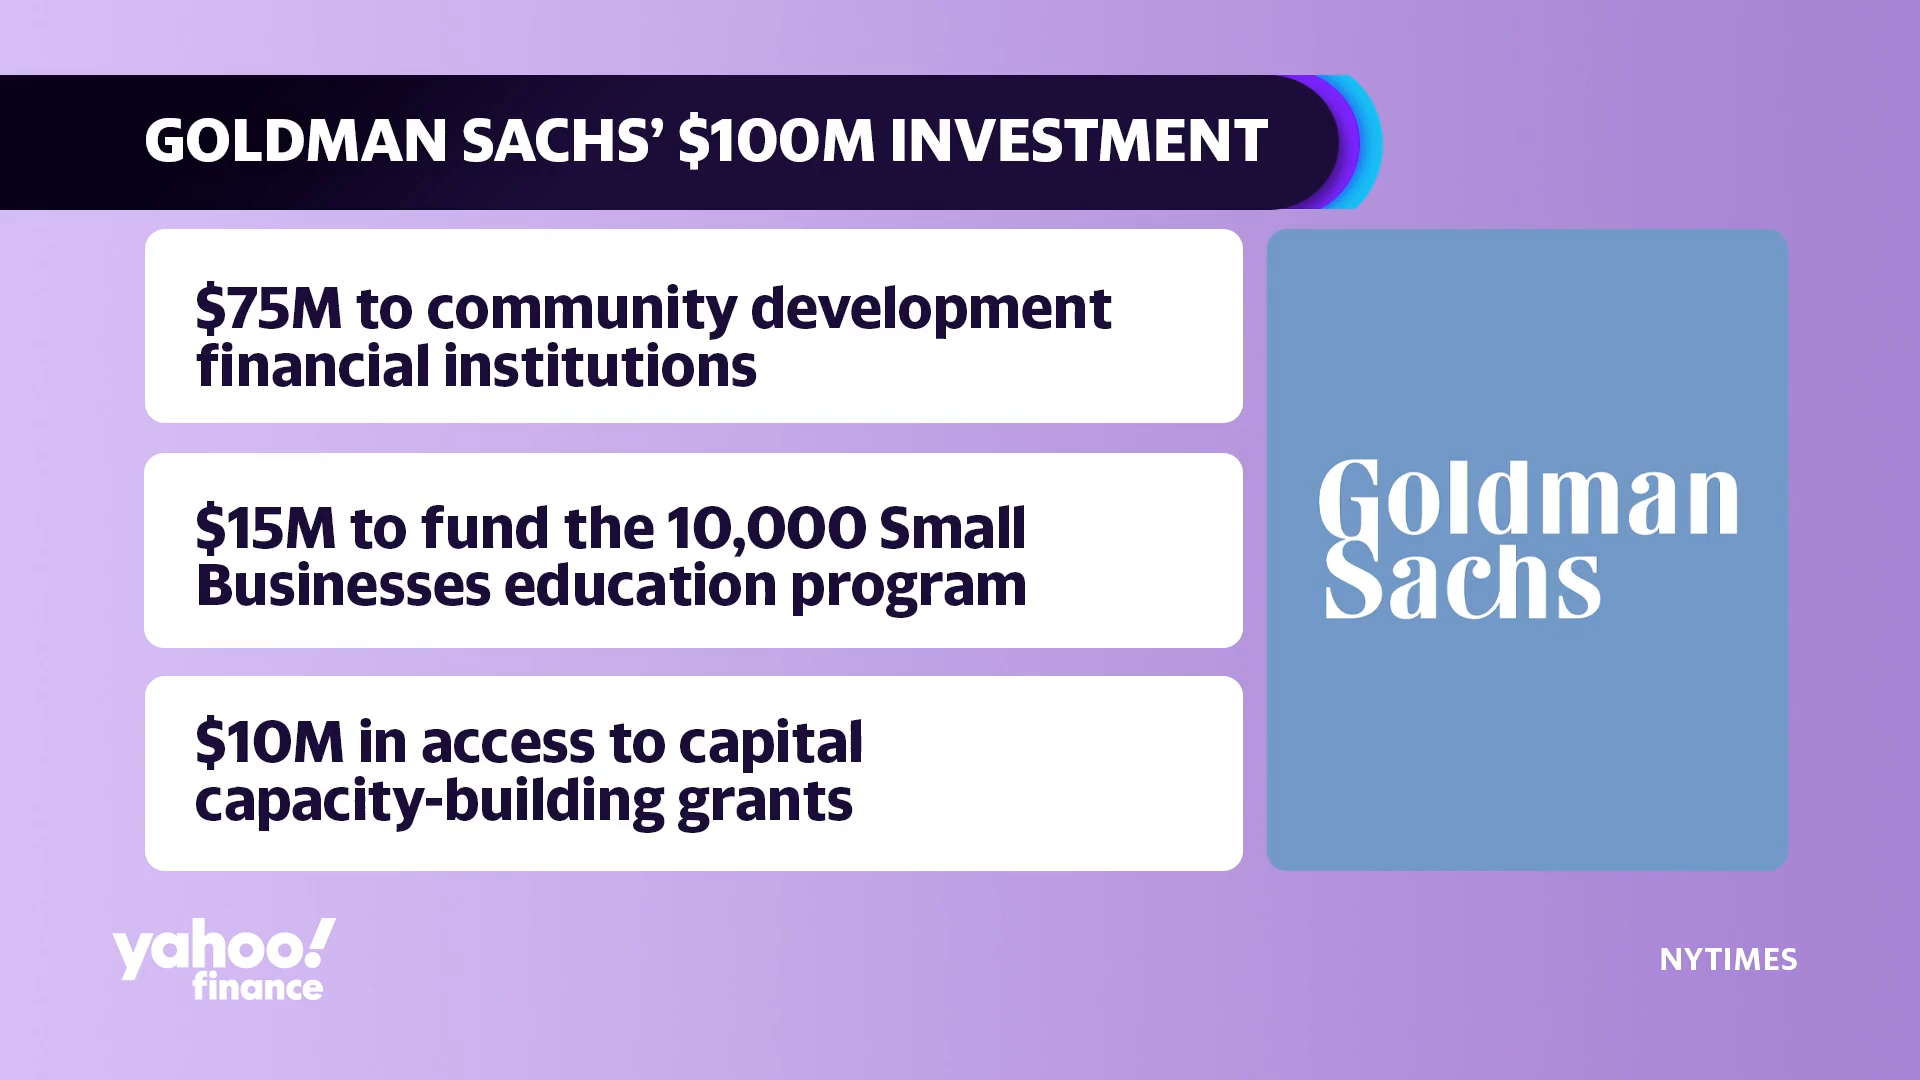 GOLDMAN SACHS’ $100M INVESTMENT
$75M to community development
financial institutions
$15M to fund the 10,000 Small
Businesses education program
$10M in access to capital
capacity-building grants
Goldman
Sachs
yahoo!
finance
NYTIMES